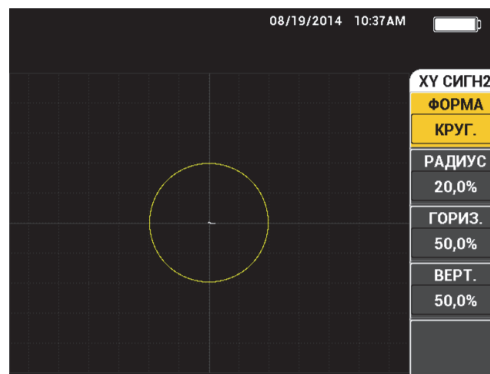 08/19/2014 10:37AM
XY СИГН2
ФОРМА
КРУГ.
РАДИУС
20,0%
ГОРИЗ.
50,0%
ВЕРТ.
50,0%